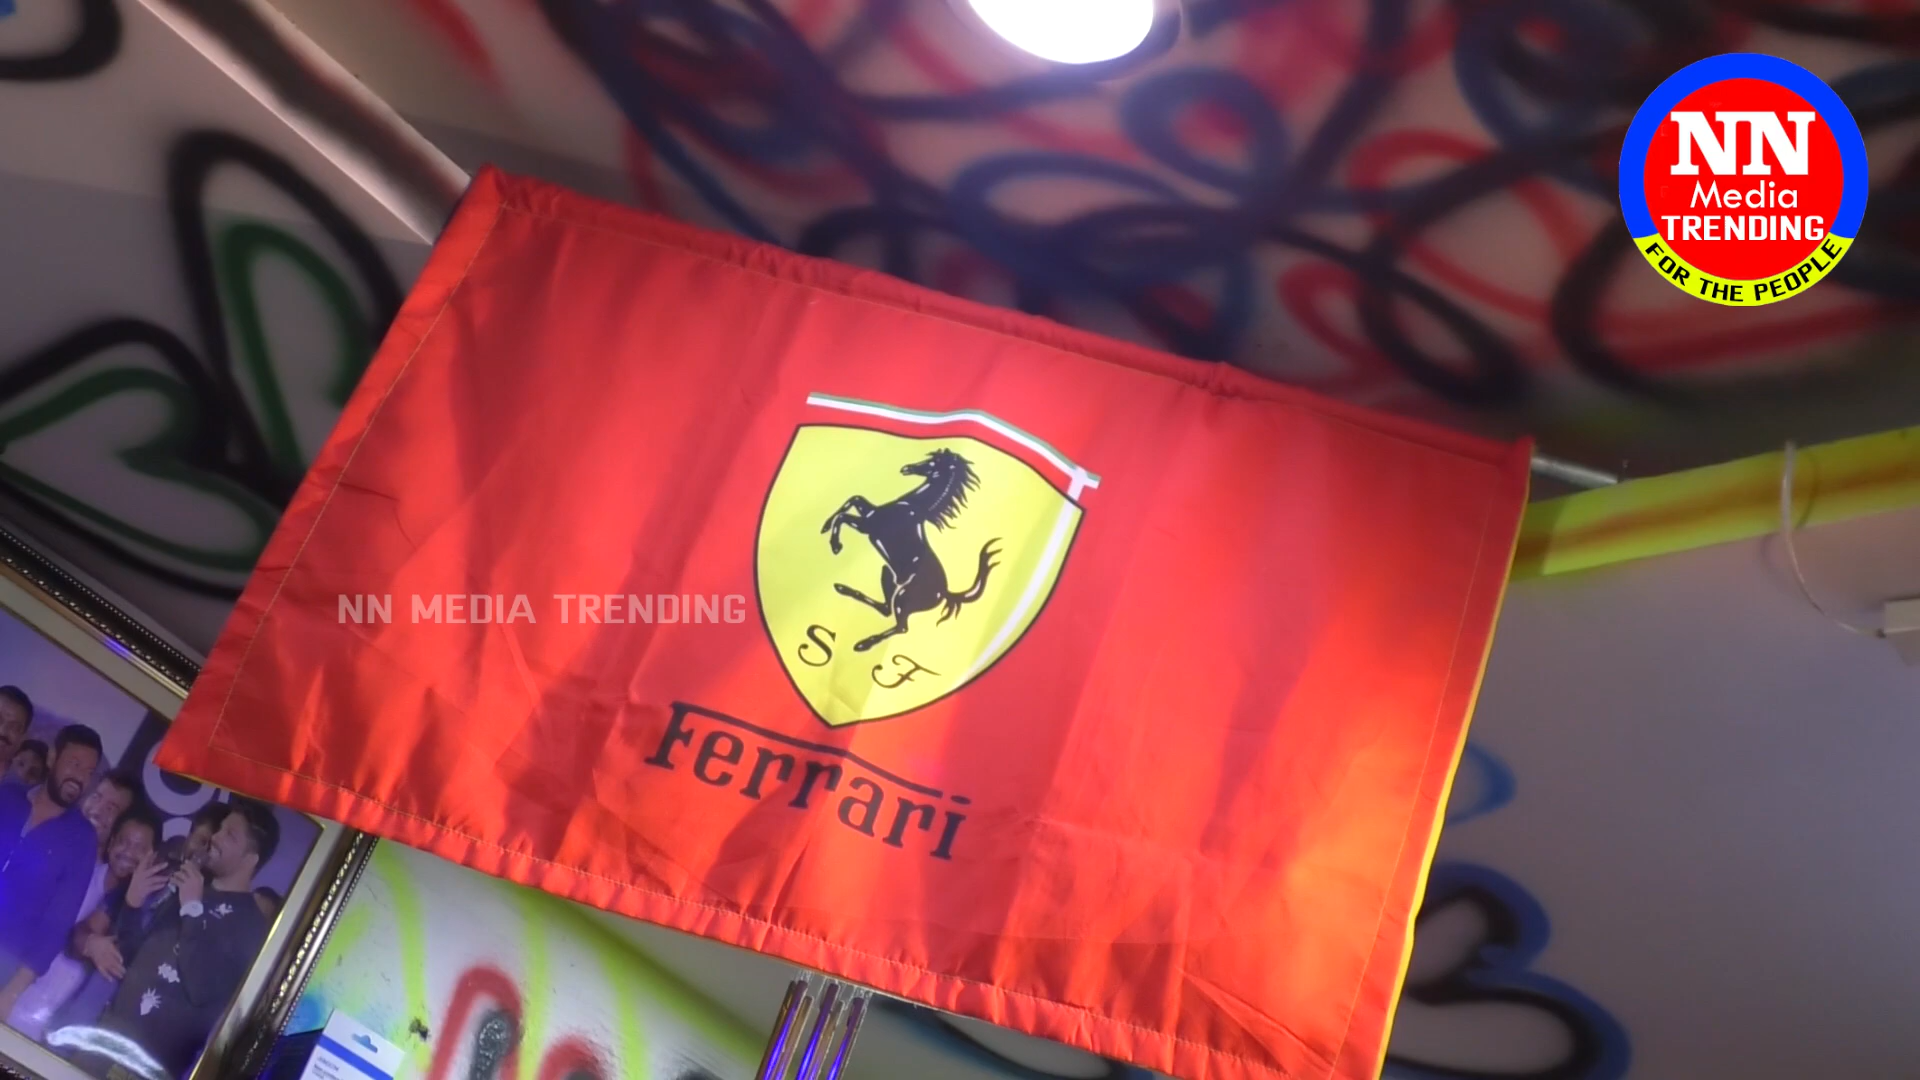 NN
Media
TRENDING
FOR THE PEOPLE
NN MEDIA TRENDING
S F
Ferrari